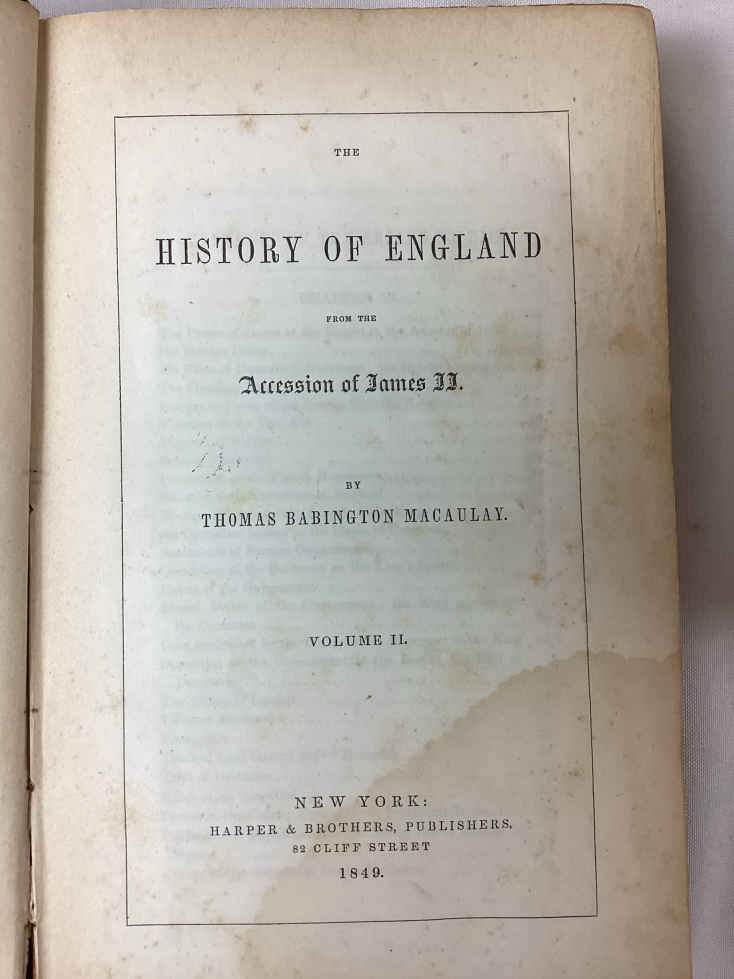 THE
HISTORY OF ENGLAND
FROM THE
Accession of James II.
BY
THOMAS BABINGTON MACAULAY.
VOLUME II.
NEW YORK:
HARPER & BROTHERS, PUBLISHERS,
82 CLIFF STREET
1849.